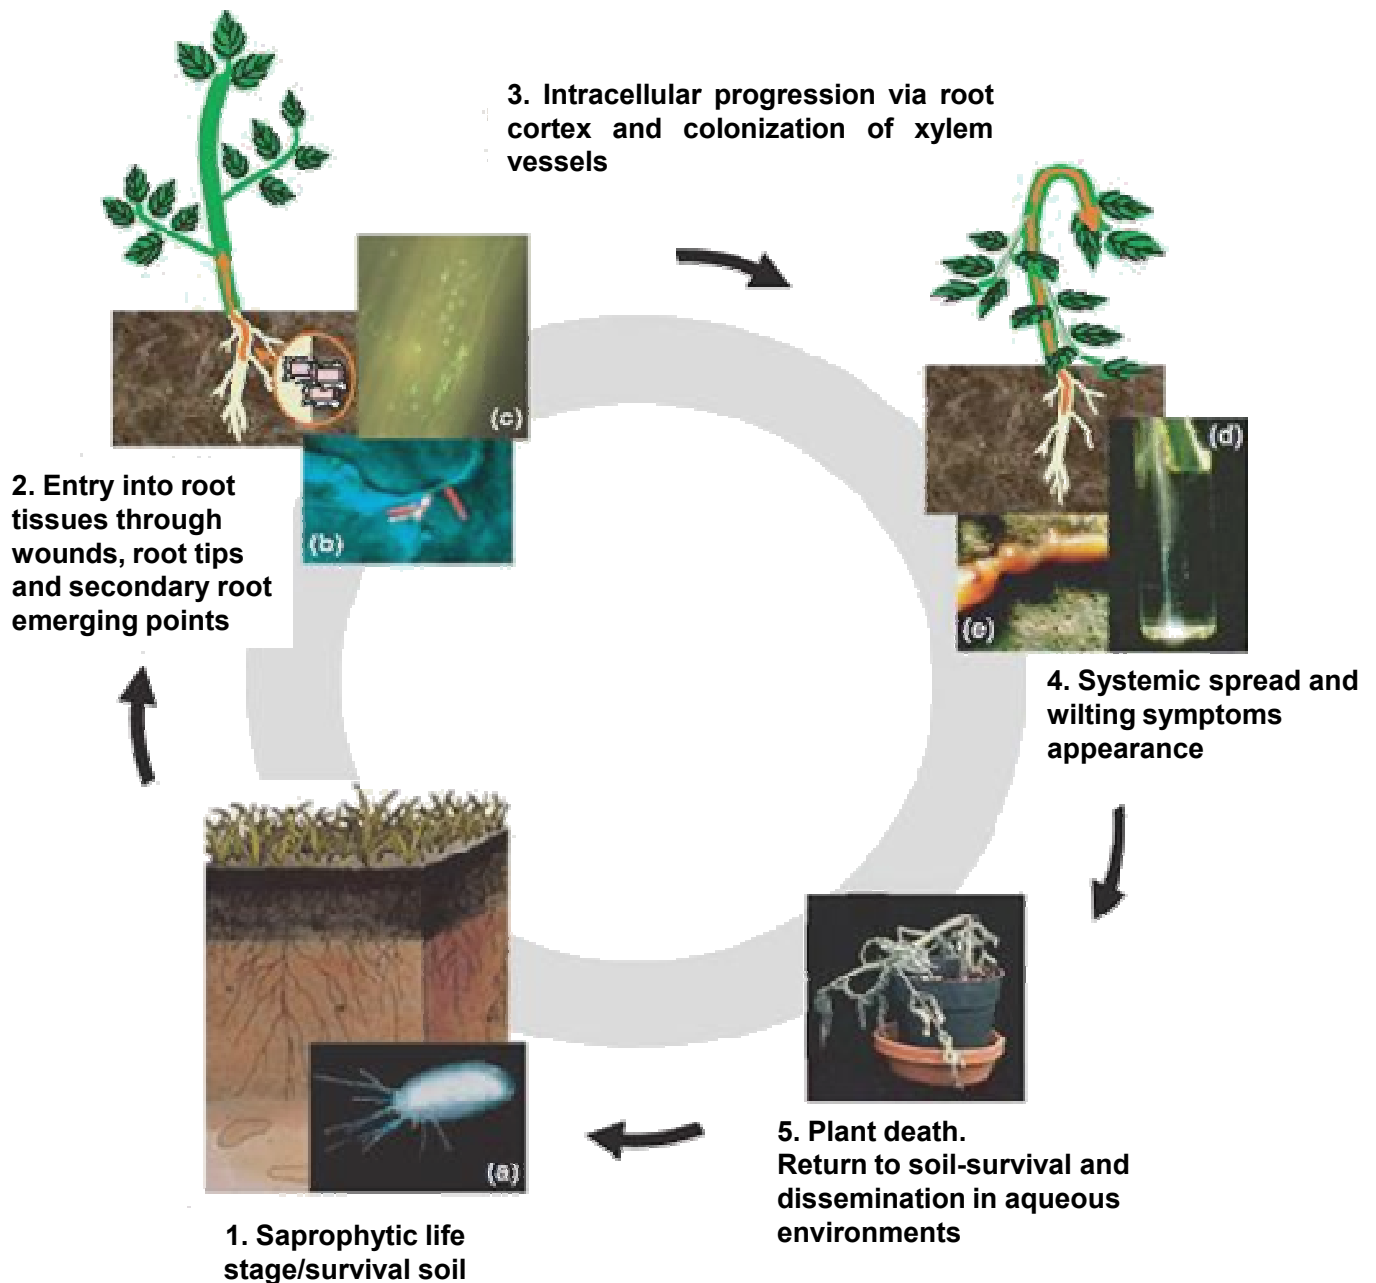 3. Intracellular progression via root
cortex and colonization of xylem
vessels
(c)
(d)
2. Entry into root
tissues through
wounds, root tips
and secondary root
emerging points
(b)
(e)
4. Systemic spread and
wilting symptoms
appearance
(a)
5. Plant death.
Return to soil-survival and
dissemination in aqueous
environments
1. Saprophytic life
stage/survival soil